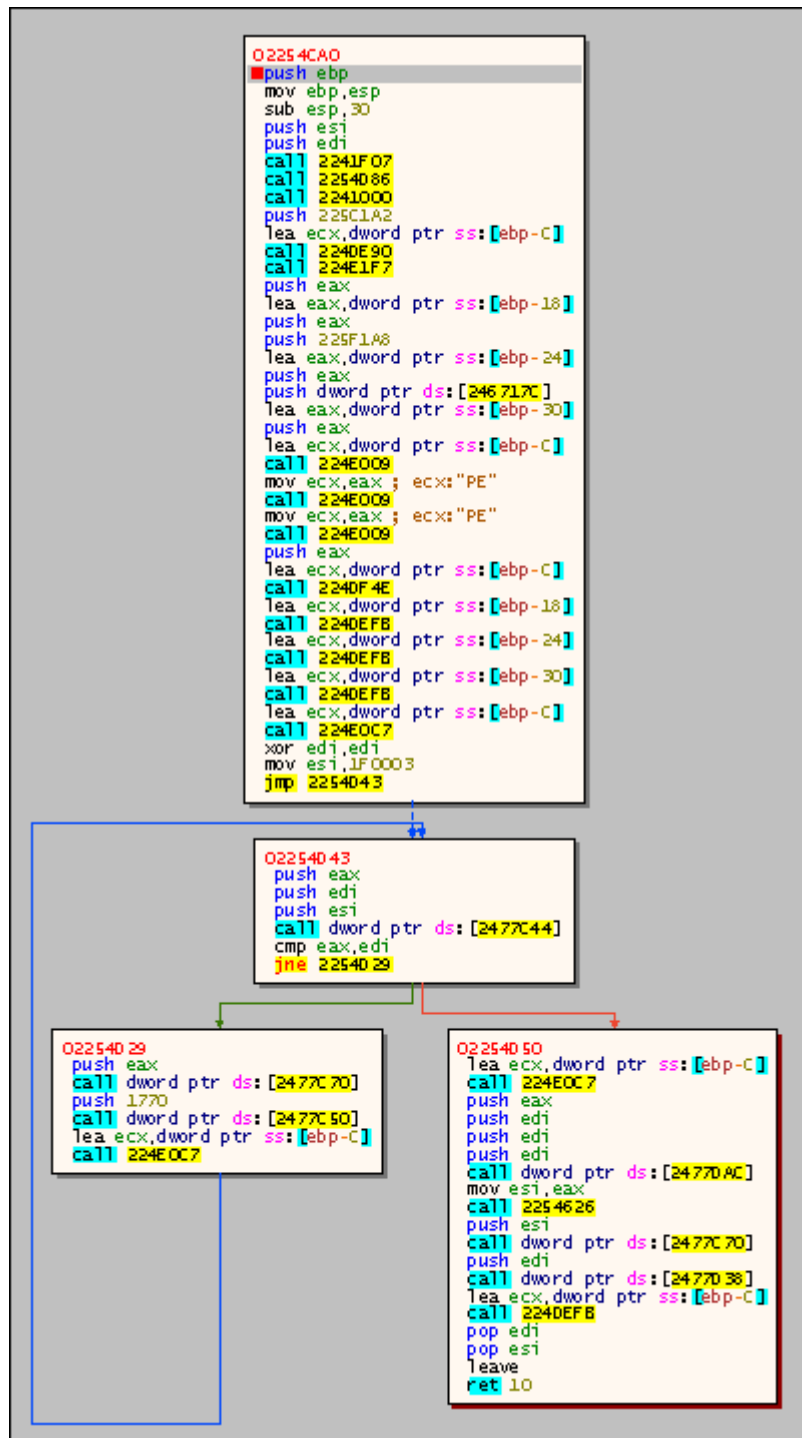 02254CA0
push ebp
mov ebp,esp
sub esp,30
push esi
push edi
call 2241F07
call 2254D86
call 2241000
push 225C1A2
lea ecx,dword ptr ss:[ebp-C]
call 224DE90
call 224E1F7
push eax
lea eax,dword ptr ss:[ebp-18]
push eax
push 225F1A8
lea eax,dword ptr ss:[ebp-24]
push eax
push dword ptr ds:[246717C]
lea eax,dword ptr ss:[ebp-30]
push eax
lea ecx,dword ptr ss:[ebp-C]
call 224E009
mov ecx,eax ; ecx:"PE"
call 224E009
mov ecx,eax ; ecx:"PE"
call 224E009
push eax
lea ecx,dword ptr ss:[ebp-C]
call 224DF4E
lea ecx,dword ptr ss:[ebp-18]
call 224DEFB
lea ecx,dword ptr ss:[ebp-24]
call 224DEFB
lea ecx,dword ptr ss:[ebp-30]
call 224DEFB
lea ecx,dword ptr ss:[ebp-C]
call 224E0C7
xor edi,edi
mov esi,1F0003
jmp 2254D43
02254D43
push eax
push edi
push esi
call dword ptr ds:[2477C44]
cmp eax,edi
jne 2254D29
02254D29
push eax
call dword ptr ds:[2477C70]
push 1770
call dword ptr ds:[2477C50]
lea ecx,dword ptr ss:[ebp-C]
call 224E0C7
02254D50
lea ecx,dword ptr ss:[ebp-C]
call 224E0C7
push eax
push edi
push edi
push edi
call dword ptr ds:[2477DAC]
mov esi,eax
call 2254626
push esi
call dword ptr ds:[2477C70]
push edi
call dword ptr ds:[2477D38]
lea ecx,dword ptr ss:[ebp-C]
call 224DEFB
pop edi
pop esi
leave
ret 10